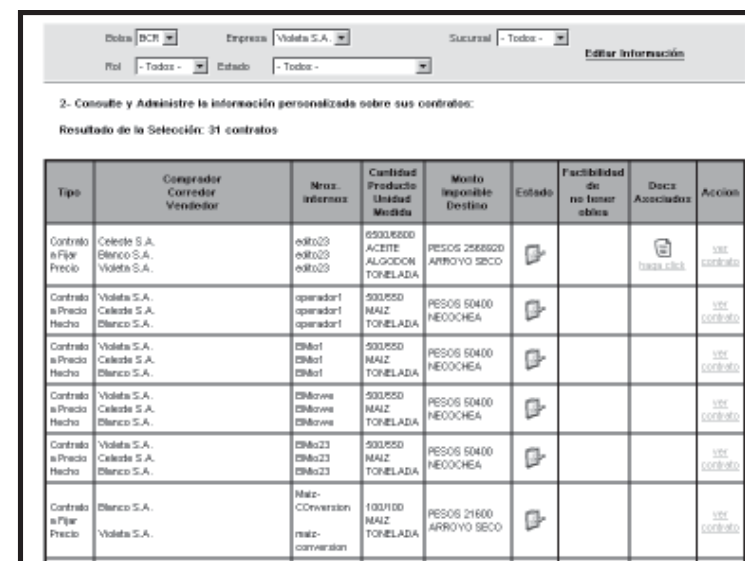 Bolsa BCR Empresa Violeta S.A. Sucursal - Todos -
Editar Información
Rol - Todos - Estado - Todos -
2- Consulte y Administre la información personalizada sobre sus contratos:
Resultado de la Selección: 31 contratos
Tipo
Comprador
Corredor
Vendedor
Nros.
internos
Cantidad
Producto
Unidad
Medida
Monto
Imponible
Destino
Estado
Factibilidad
de
no tener
oblea
Docs
Asociados
Accion
Contrato
a Fijar
Precio
Celeste S.A.
Blanco S.A.
Violeta S.A.
edito23
edito23
edito23
6500/6800
ACEITE
ALGODON
TONELADA
PESOS 2568920
ARROYO SECO
haga click
ver
contrato
Contrato
a Precio
Hecho
Violeta S.A.
Celeste S.A.
Blanco S.A.
operador1
operador1
operador1
500/550
MAIZ
TONELADA
PESOS 50400
NECOCHEA
ver
contrato
Contrato
a Precio
Hecho
Violeta S.A.
Celeste S.A.
Blanco S.A.
500/550
MAIZ
TONELADA
PESOS 50400
NECOCHEA
ver
contrato
Contrato
a Precio
Hecho
Violeta S.A.
Celeste S.A.
Blanco S.A.
500/550
MAIZ
TONELADA
PESOS 50400
NECOCHEA
ver
contrato
Contrato
a Precio
Hecho
Violeta S.A.
Celeste S.A.
Blanco S.A.
500/550
MAIZ
TONELADA
PESOS 50400
NECOCHEA
ver
contrato
Contrato
a Fijar
Precio
Blanco S.A.
Violeta S.A.
Maiz-
COnversion
maiz-
conversion
100/100
MAIZ
TONELADA
PESOS 21600
ARROYO SECO
ver
contrato